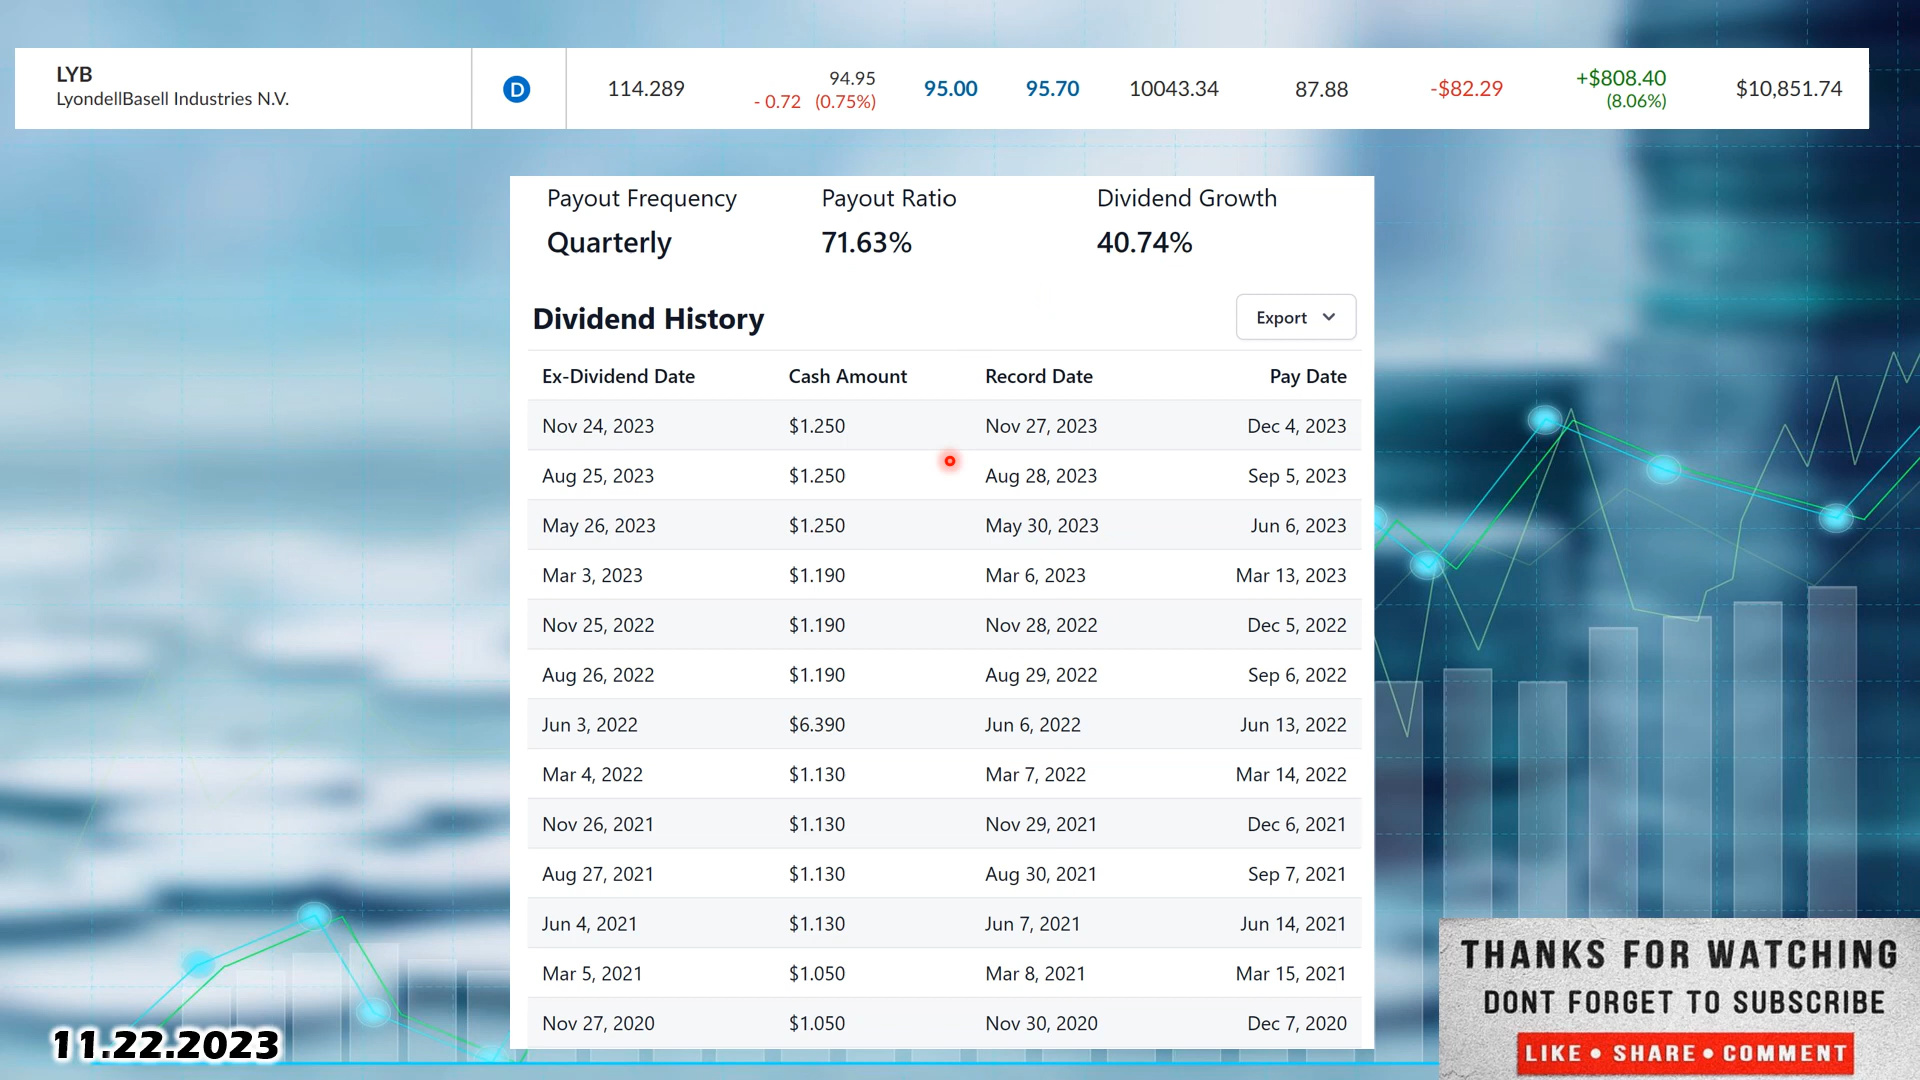 LYB
LyondellBasell Industries N.V.
D
114.289
94.95
- 0.72 (0.75%)
95.00
95.70
10043.34
87.88
-$82.29
+$808.40
(8.06%)
$10,851.74
Payout Frequency Payout Ratio Dividend Growth
Quarterly 71.63% 40.74%
Dividend History
Export
Ex-Dividend Date Cash Amount Record Date Pay Date
Nov 24, 2023 $1.250 Nov 27, 2023 Dec 4, 2023
Aug 25, 2023 $1.250 Aug 28, 2023 Sep 5, 2023
May 26, 2023 $1.250 May 30, 2023 Jun 6, 2023
Mar 3, 2023 $1.190 Mar 6, 2023 Mar 13, 2023
Nov 25, 2022 $1.190 Nov 28, 2022 Dec 5, 2022
Aug 26, 2022 $1.190 Aug 29, 2022 Sep 6, 2022
Jun 3, 2022 $6.390 Jun 6, 2022 Jun 13, 2022
Mar 4, 2022 $1.130 Mar 7, 2022 Mar 14, 2022
Nov 26, 2021 $1.130 Nov 29, 2021 Dec 6, 2021
Aug 27, 2021 $1.130 Aug 30, 2021 Sep 7, 2021
Jun 4, 2021 $1.130 Jun 7, 2021 Jun 14, 2021
Mar 5, 2021 $1.050 Mar 8, 2021 Mar 15, 2021
Nov 27, 2020 $1.050 Nov 30, 2020 Dec 7, 2020
11.22.2023
THANKS FOR WATCHING
DONT FORGET TO SUBSCRIBE
LIKE • SHARE • COMMENT